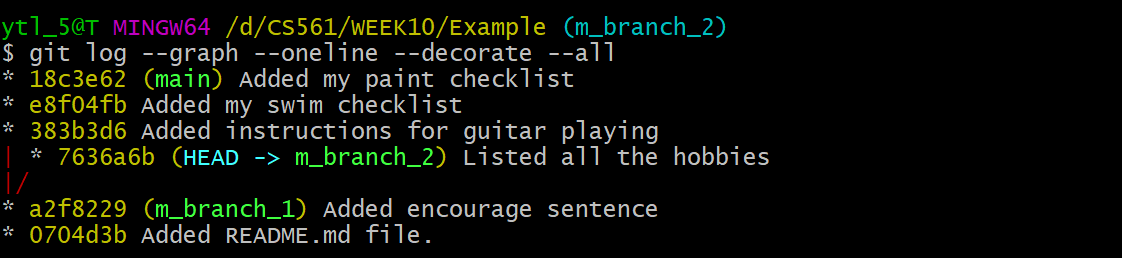 ytl_5@T MINGW64 /d/CS561/WEEK10/Example (m_branch_2)
$ git log --graph --oneline --decorate --all
* 18c3e62 (main) Added my paint checklist
* e8f04fb Added my swim checklist
* 383b3d6 Added instructions for guitar playing
| * 7636a6b (HEAD -> m_branch_2) Listed all the hobbies
|/
* a2f8229 (m_branch_1) Added encourage sentence
* 0704d3b Added README.md file.